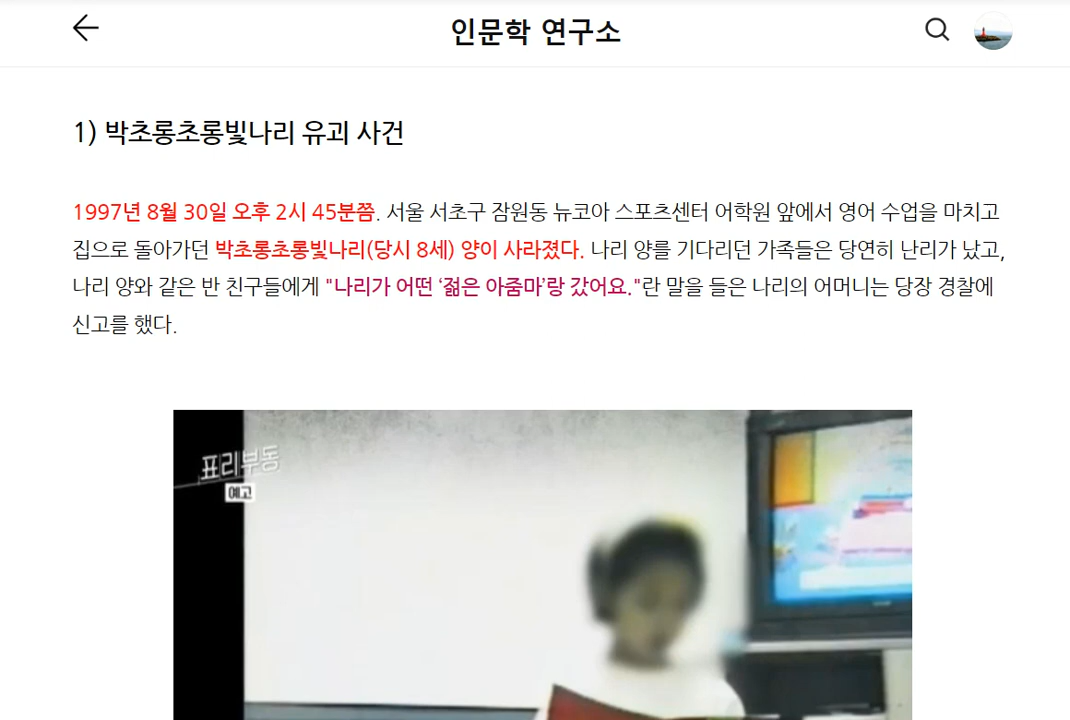 인문학 연구소
1) 박초롱초롱빛나리 유괴 사건
1997년 8월 30일 오후 2시 45분쯤. 서울 서초구 잠원동 뉴코아 스포츠센터 어학원 앞에서 영어 수업을 마치고
집으로 돌아가던 박초롱초롱빛나리(당시 8세) 양이 사라졌다. 나리 양를 기다리던 가족들은 당연히 난리가 났고,
나리 양와 같은 반 친구들에게 "나리가 어떤 ‘젊은 아줌마’랑 갔어요."란 말을 들은 나리의 어머니는 당장 경찰에
신고를 했다.
표리부동
예고